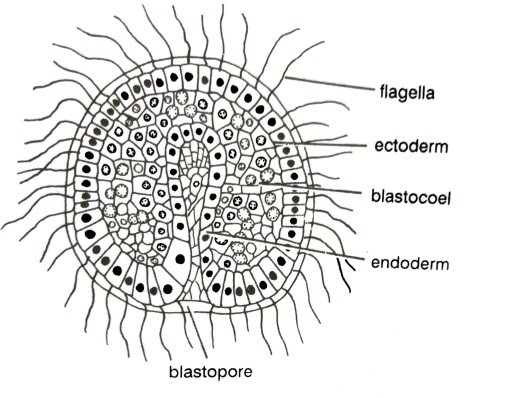 flagella
ectoderm
blastocoel
endoderm
blastopore